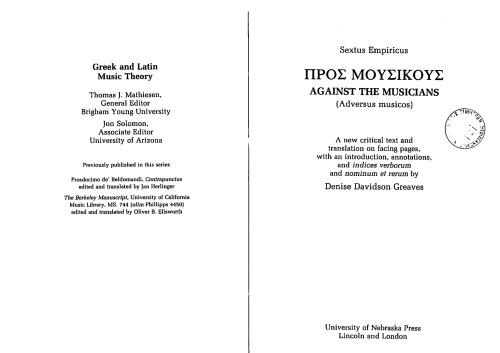 Greek and Latin
Music Theory
Thomas J. Mathiesen,
General Editor
Brigham Young University
Jon Solomon,
Associate Editor
University of Arizona
Previously published in this series
Prosdocimo de' Beldomandi, Contrapunctus
edited and translated by Jan Herlinger
The Berkeley Manuscript, University of California
Music Library, MS. 744 (olim Phillipps 4450)
edited and translated by Oliver B. Ellsworth
Sextus Empiricus
ΠΡΟΣ ΜΟΥΣΙΚΟΥΣ
AGAINST THE MUSICIANS
(Adversus musicos)
A new critical text and
translation on facing pages,
with an introduction, annotations,
and indices verborum
and nominum et rerum by
Denise Davidson Greaves
University of Nebraska Press
Lincoln and London